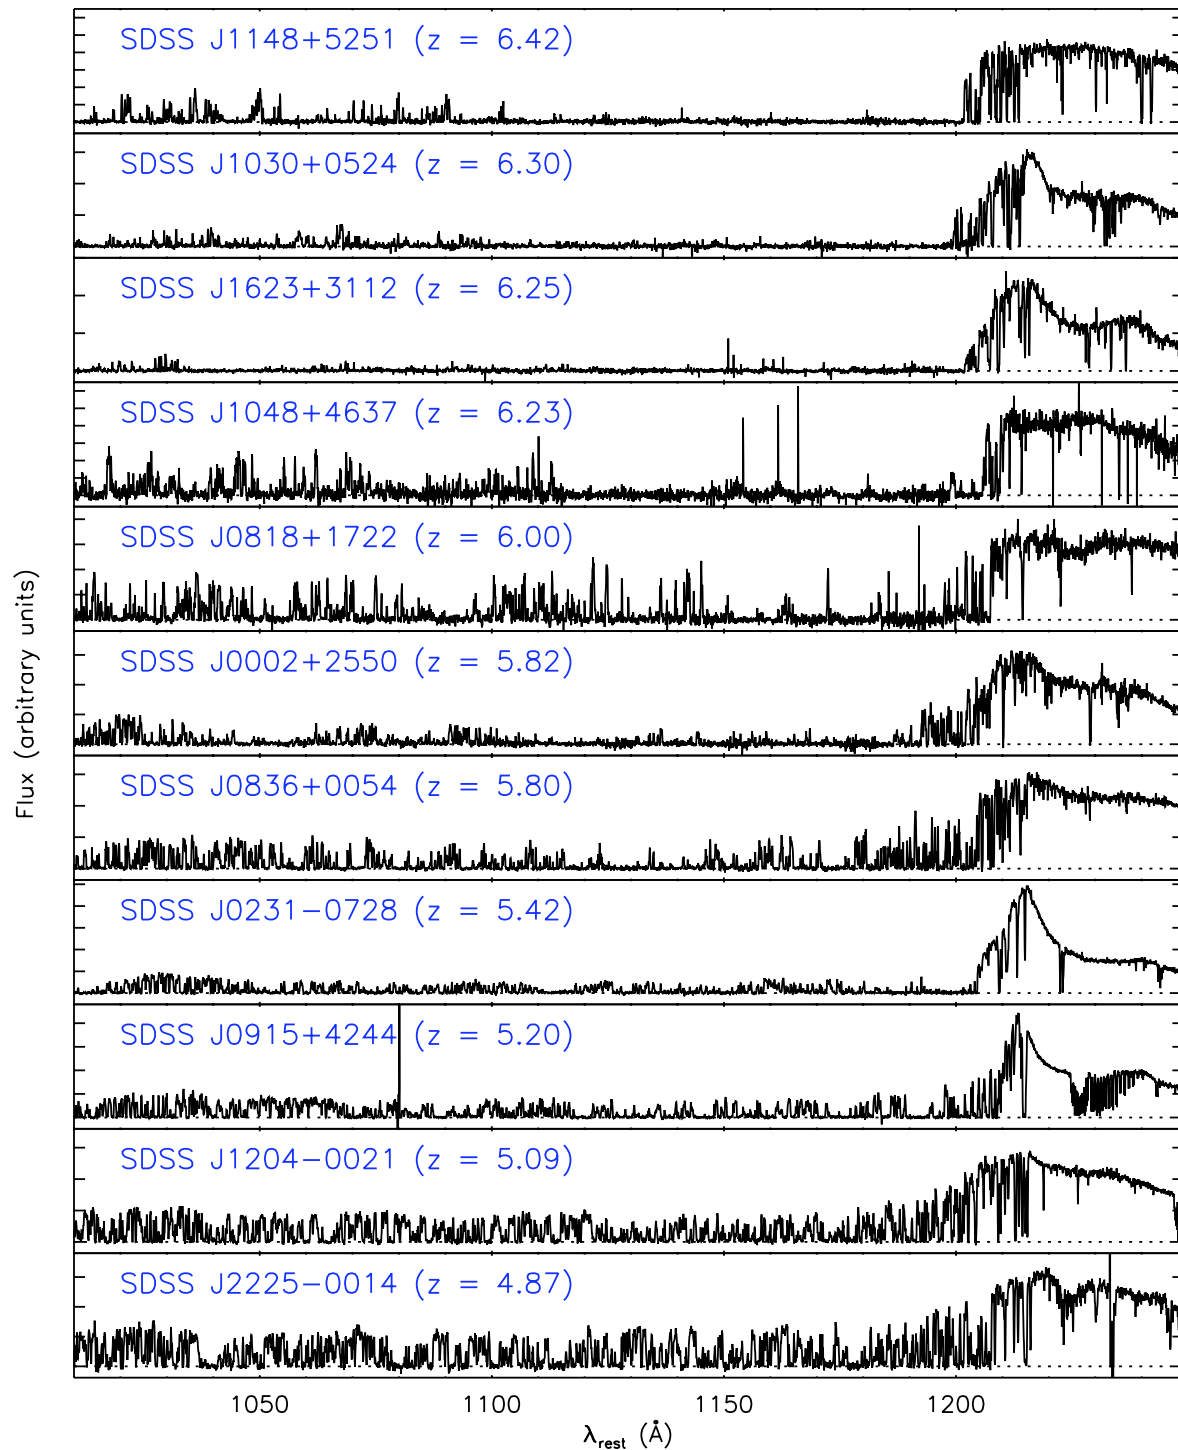 SDSS J1148+5251 (z = 6.42)
SDSS J1030+0524 (z = 6.30)
SDSS J1623+3112 (z = 6.25)
SDSS J1048+4637 (z = 6.23)
SDSS J0818+1722 (z = 6.00)
SDSS J0002+2550 (z = 5.82)
SDSS J0836+0054 (z = 5.80)
SDSS J0231−0728 (z = 5.42)
SDSS J0915+4244 (z = 5.20)
SDSS J1204−0021 (z = 5.09)
SDSS J2225−0014 (z = 4.87)
Flux (arbitrary units)
1050 1100 1150 1200
λrest (Å)